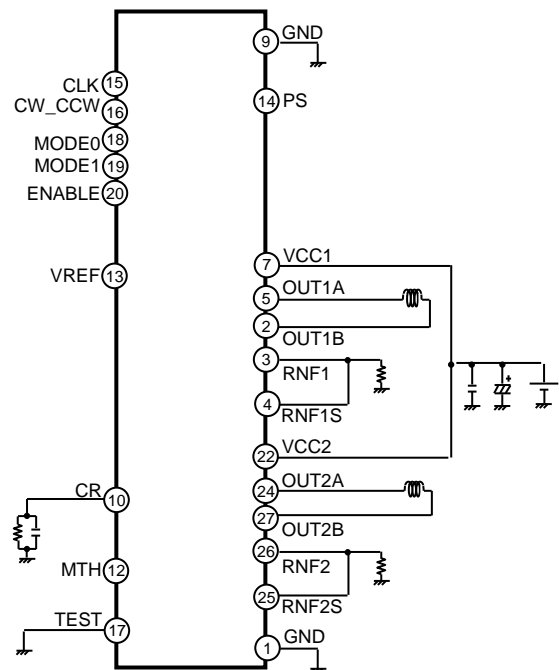 9 GND
15 CLK
14 PS
16 CW_CCW
18 MODE0
19 MODE1
20 ENABLE
7 VCC1
13 VREF
5 OUT1A
2 OUT1B
3 RNF1
4 RNF1S
22 VCC2
24 OUT2A
10 CR
27 OUT2B
26 RNF2
12 MTH
25 RNF2S
17 TEST
1 GND
+